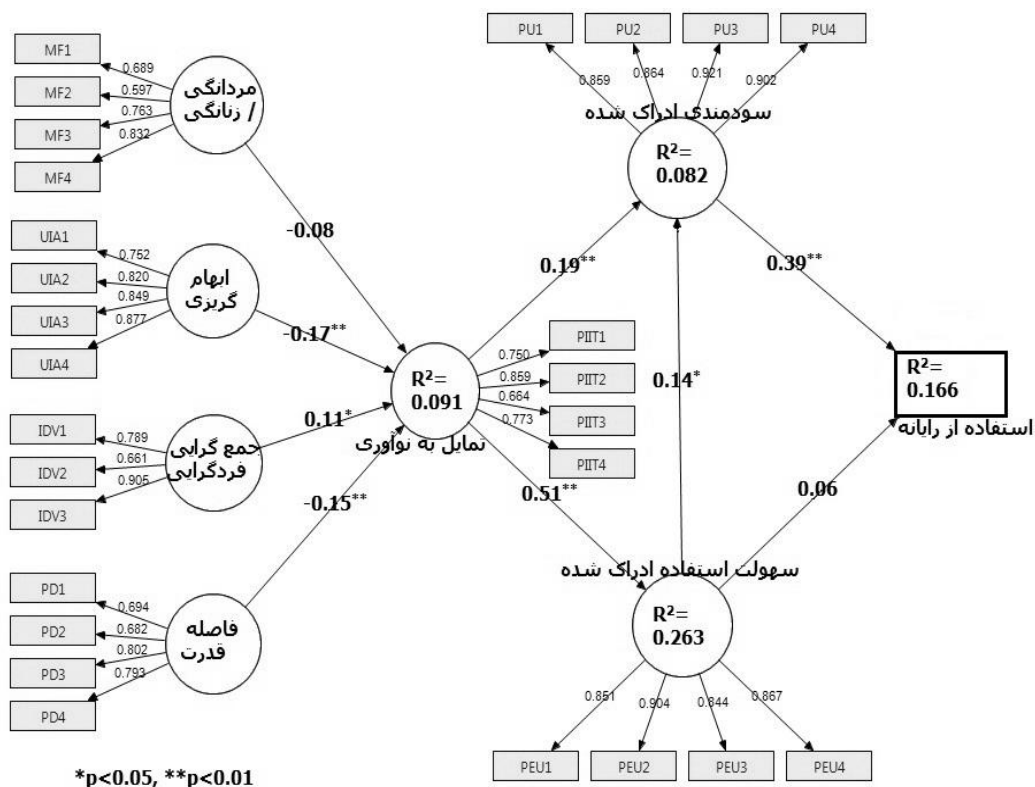 MF1
MF2
MF3
MF4
0.689
0.597
0.763
0.832
مردانگی
/ زنانگی
-0.08
UIA1
UIA2
UIA3
UIA4
0.752
0.820
0.849
0.877
ابهام
گریزی
-0.17**
IDV1
IDV2
IDV3
0.789
0.661
0.905
جمع گرایی
فردگرایی
0.11*
PD1
PD2
PD3
PD4
0.694
0.682
0.802
0.793
فاصله
قدرت
-0.15**
R²=
0.091
تمایل به نوآوری
PIIT1
PIIT2
PIIT3
PIIT4
0.750
0.859
0.664
0.773
0.19**
0.51**
PU1
PU2
PU3
PU4
0.859
0.864
0.921
0.902
سودمندی ادراک شده
R²=
0.082
0.39**
0.14*
R²=
0.166
استفاده از رایانه
0.06
سهولت استفاده ادراک شده
R²=
0.263
0.851
0.904
0.844
0.867
PEU1
PEU2
PEU3
PEU4
*p<0.05, **p<0.01